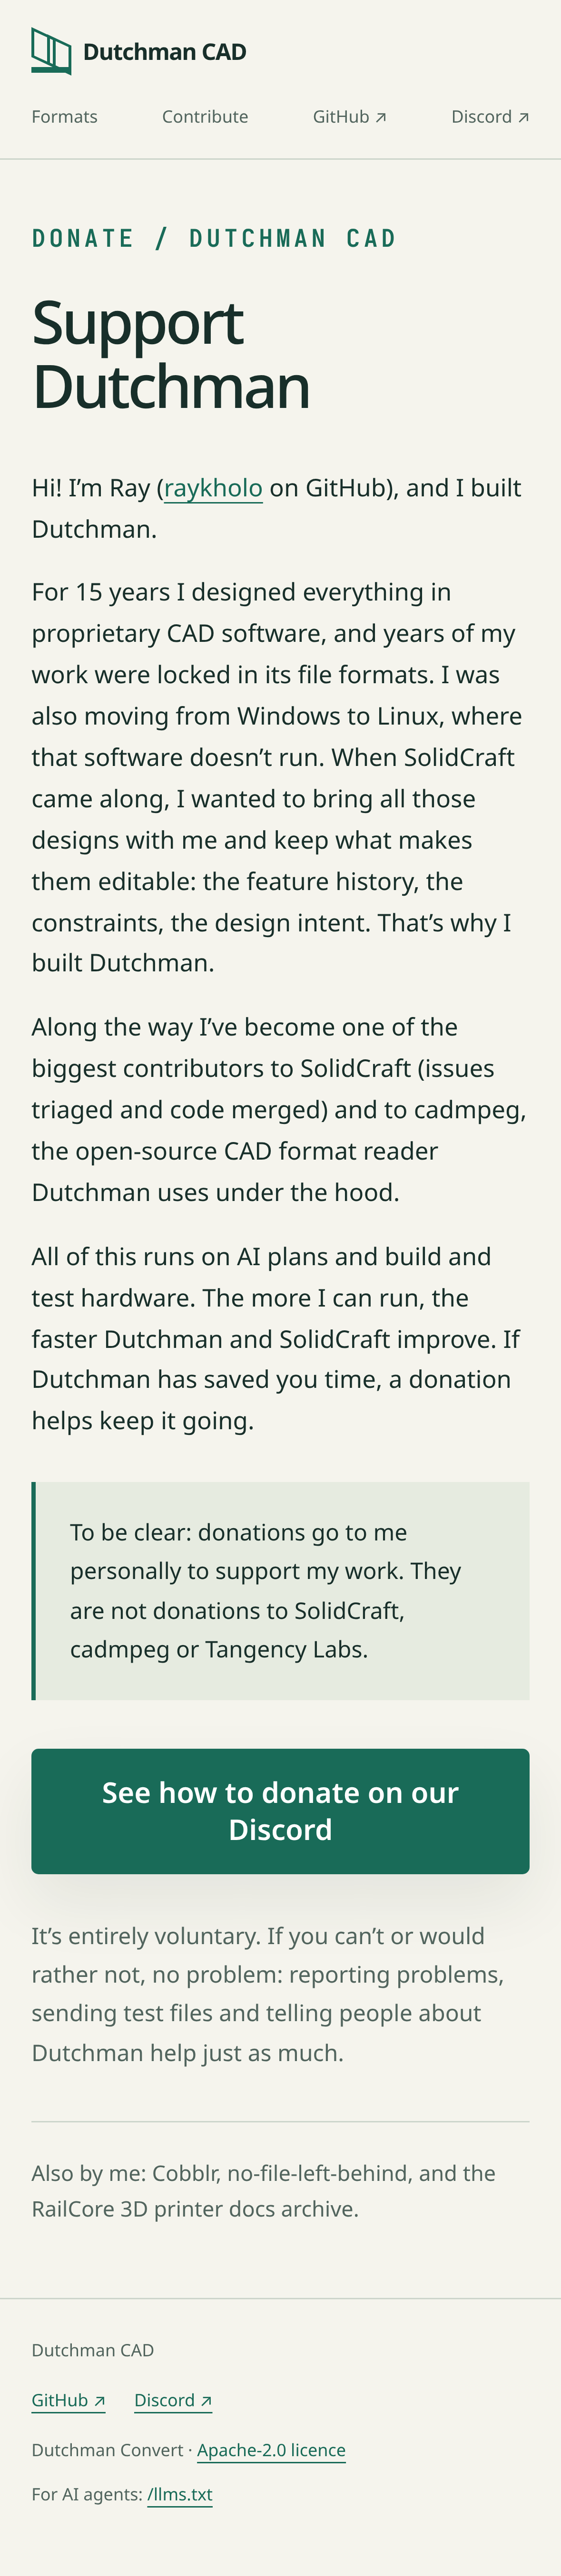 Dutchman CAD
Formats Contribute GitHub ↗ Discord ↗
DONATE / DUTCHMAN CAD
Support
Dutchman
Hi! I’m Ray (raykholo on GitHub), and I built
Dutchman.
For 15 years I designed everything in
proprietary CAD software, and years of my
work were locked in its file formats. I was
also moving from Windows to Linux, where
that software doesn’t run. When SolidCraft
came along, I wanted to bring all those
designs with me and keep what makes
them editable: the feature history, the
constraints, the design intent. That’s why I
built Dutchman.
Along the way I’ve become one of the
biggest contributors to SolidCraft (issues
triaged and code merged) and to cadmpeg,
the open-source CAD format reader
Dutchman uses under the hood.
All of this runs on AI plans and build and
test hardware. The more I can run, the
faster Dutchman and SolidCraft improve. If
Dutchman has saved you time, a donation
helps keep it going.
To be clear: donations go to me
personally to support my work. They
are not donations to SolidCraft,
cadmpeg or Tangency Labs.
See how to donate on our
Discord
It’s entirely voluntary. If you can’t or would
rather not, no problem: reporting problems,
sending test files and telling people about
Dutchman help just as much.
Also by me: Cobblr, no-file-left-behind, and the
RailCore 3D printer docs archive.
Dutchman CAD
GitHub ↗ Discord ↗
Dutchman Convert · Apache-2.0 licence
For AI agents: /llms.txt